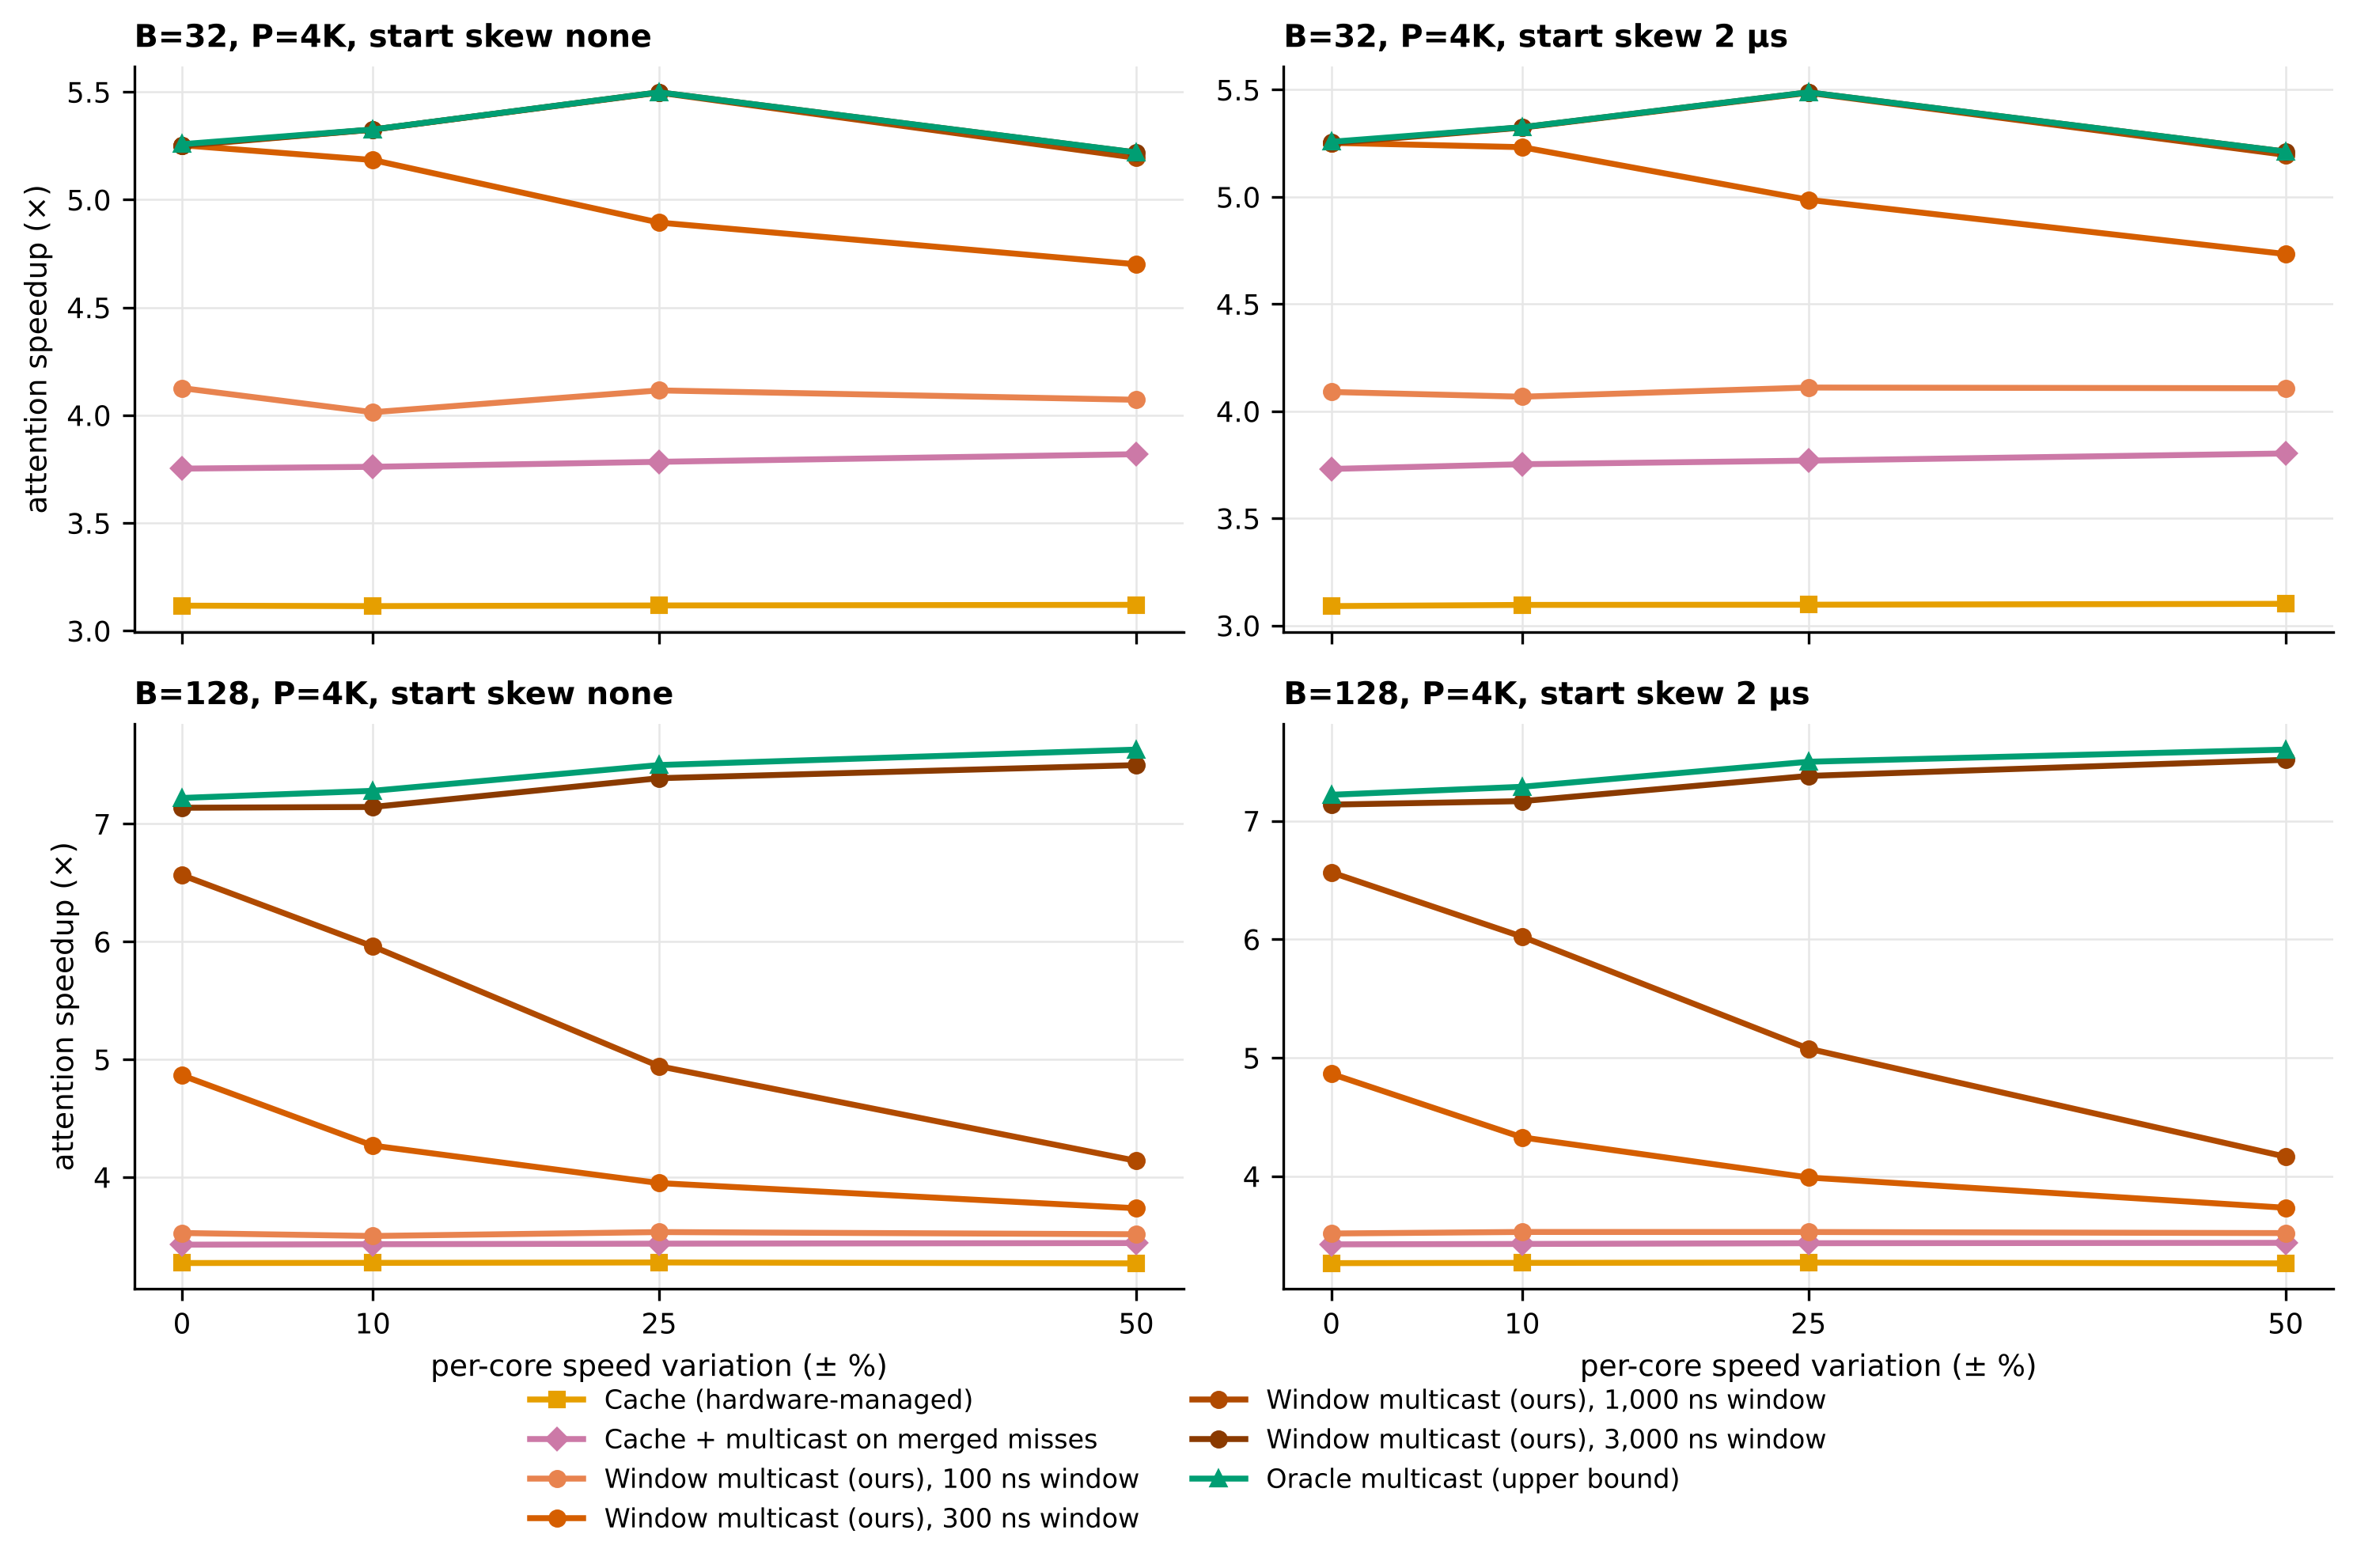 B=32, P=4K, start skew none
5.5
5.0
4.5
4.0
3.5
3.0
attention speedup (×)
B=32, P=4K, start skew 2 µs
5.5
5.0
4.5
4.0
3.5
3.0
B=128, P=4K, start skew none
7
6
5
4
attention speedup (×)
0 10 25 50
per-core speed variation (± %)
B=128, P=4K, start skew 2 µs
7
6
5
4
0 10 25 50
per-core speed variation (± %)
Cache (hardware-managed)
Cache + multicast on merged misses
Window multicast (ours), 100 ns window
Window multicast (ours), 300 ns window
Window multicast (ours), 1,000 ns window
Window multicast (ours), 3,000 ns window
Oracle multicast (upper bound)